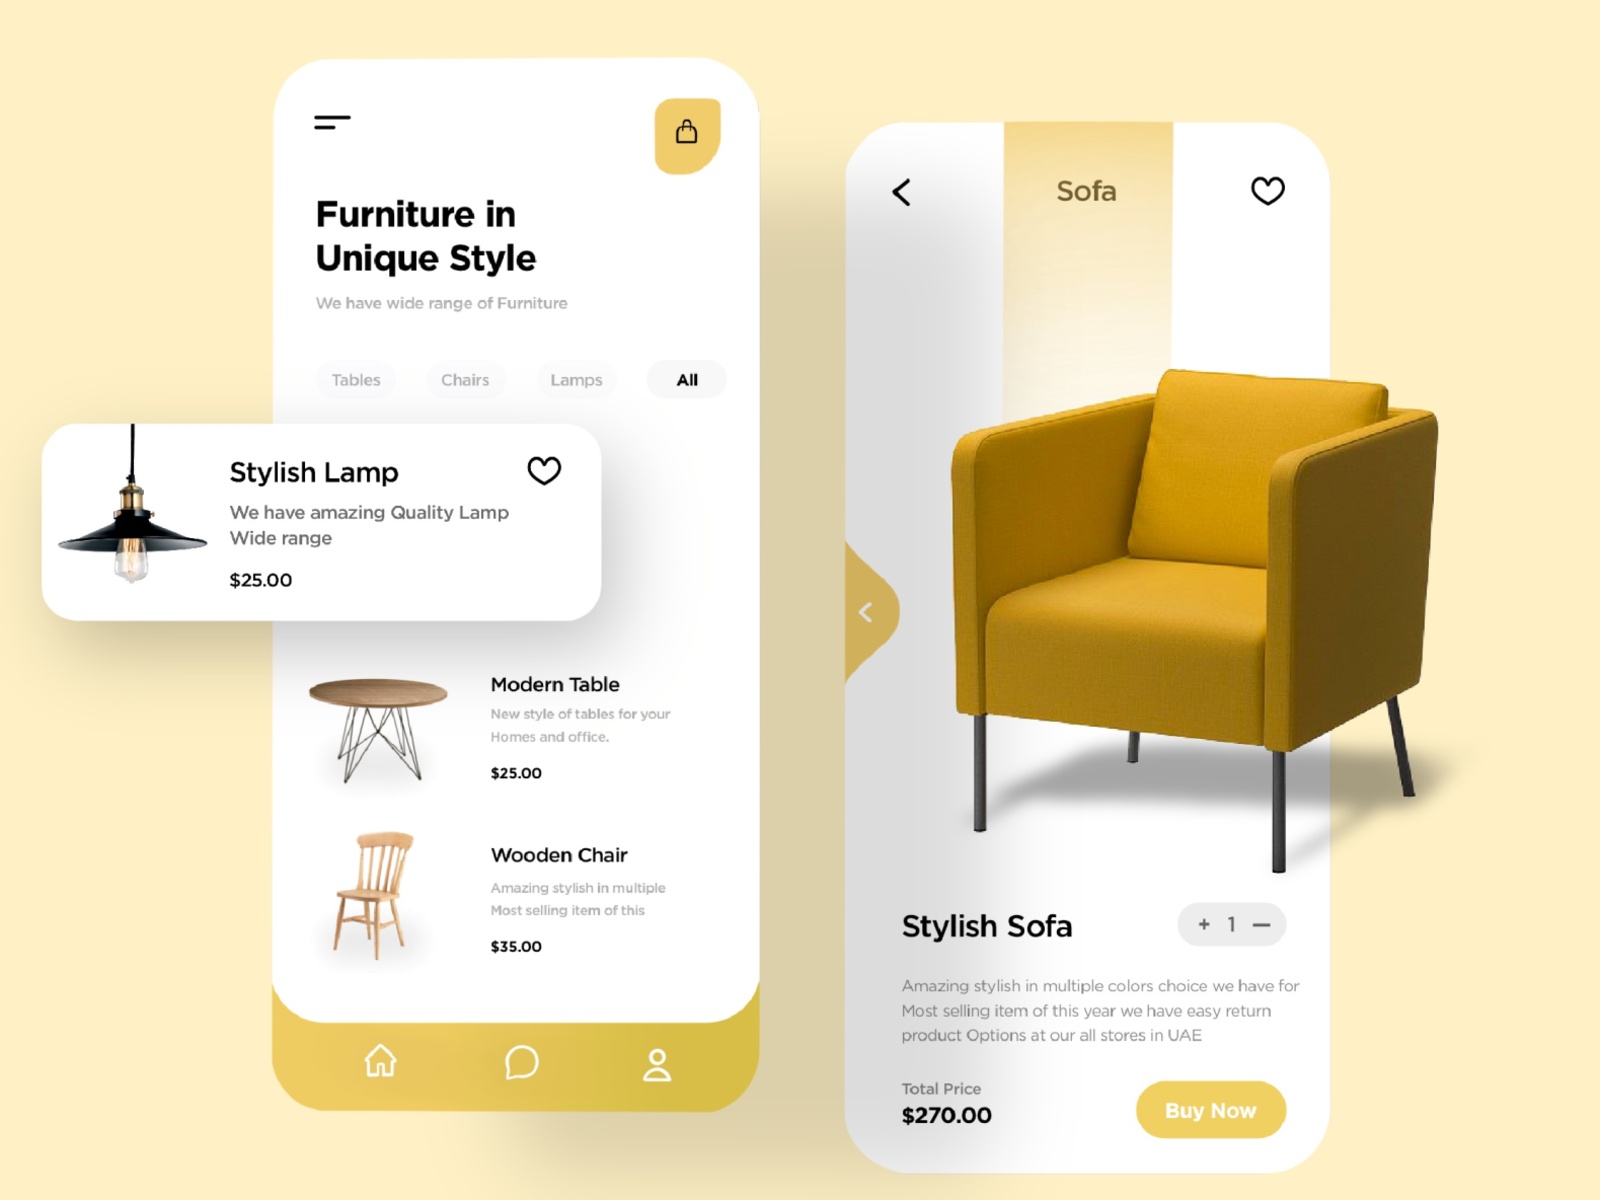 Furniture in
Unique Style
We have wide range of Furniture
Tables
Chairs
Lamps
All
Stylish Lamp
We have amazing Quality Lamp
Wide range
$25.00
Modern Table
New style of tables for your
Homes and office.
$25.00
Wooden Chair
Amazing stylish in multiple
Most selling item of this
$35.00
Sofa
Stylish Sofa
+ 1 —
Amazing stylish in multiple colors choice we have for
Most selling item of this year we have easy return
product Options at our all stores in UAE
Total Price
$270.00
Buy Now